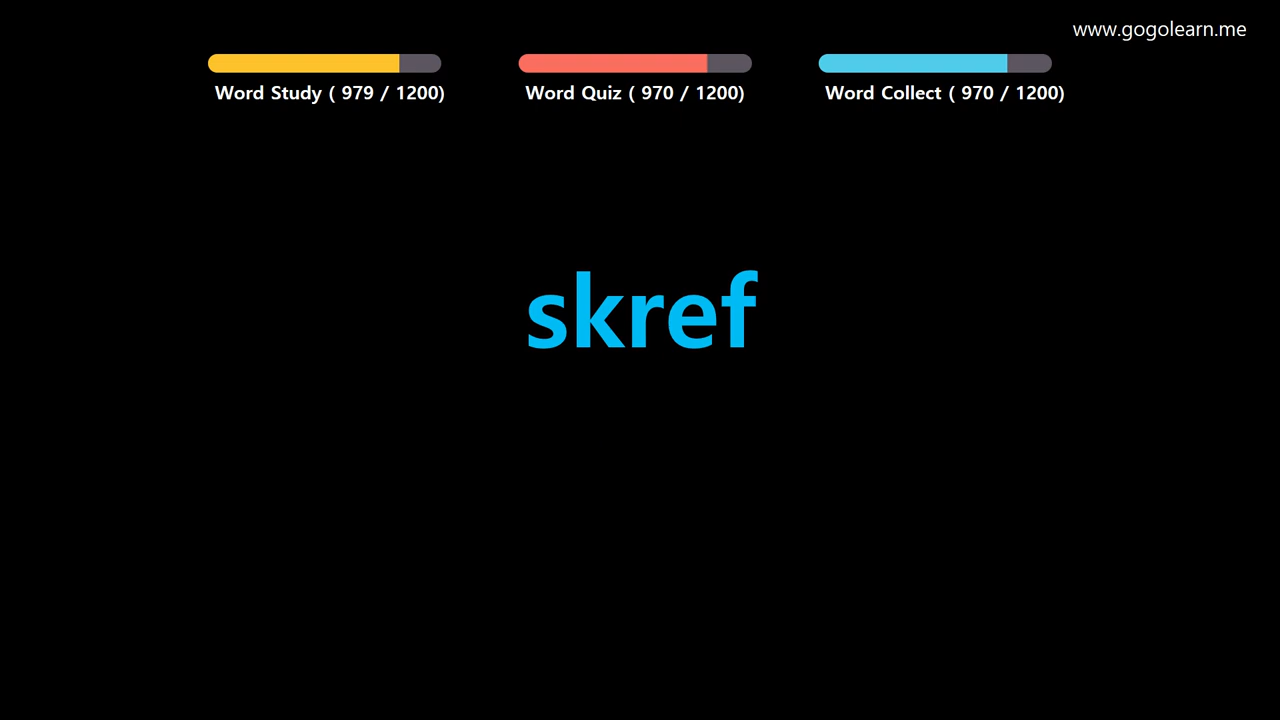 www.gogolearn.me
Word Study ( 979 / 1200)
Word Quiz ( 970 / 1200)
Word Collect ( 970 / 1200)
skref